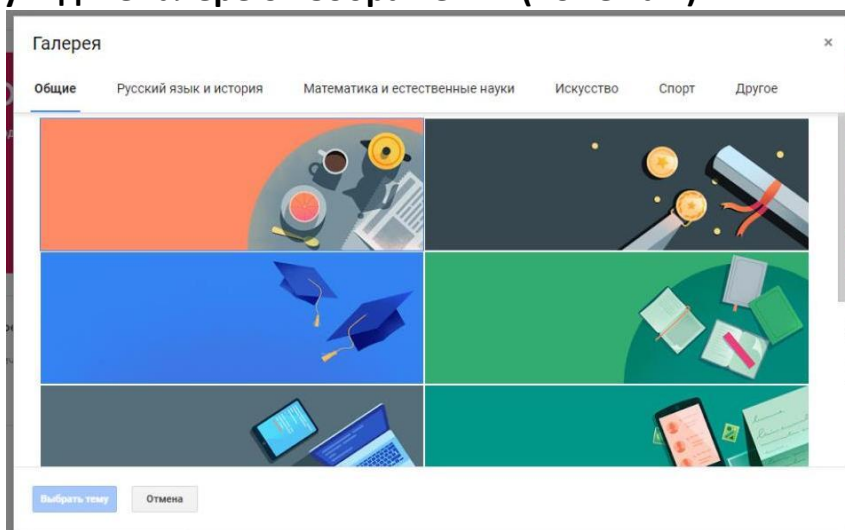 Галерея
×
Общие Русский язык и история Математика и естественные науки Искусство Спорт Другое
Выбрать тему Отмена